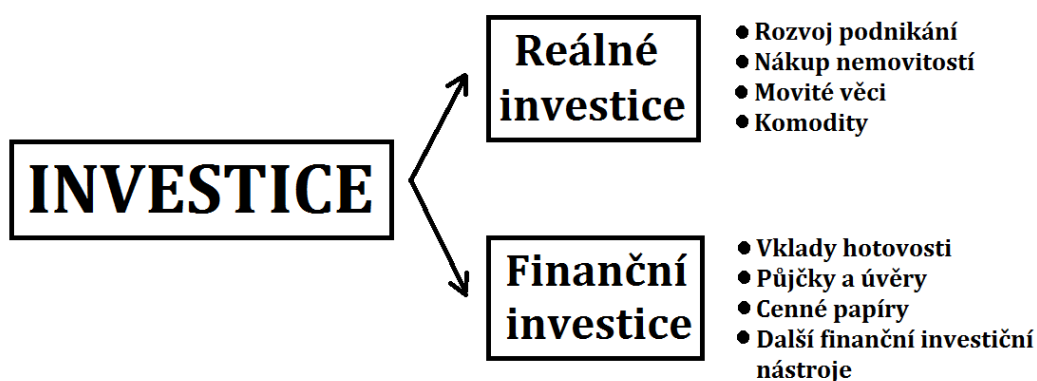 INVESTICE
Reálné
investice
Rozvoj podnikání
Nákup nemovitostí
Movité věci
Komodity
Finanční
investice
Vklady hotovosti
Půjčky a úvěry
Cenné papíry
Další finanční investiční
nástroje